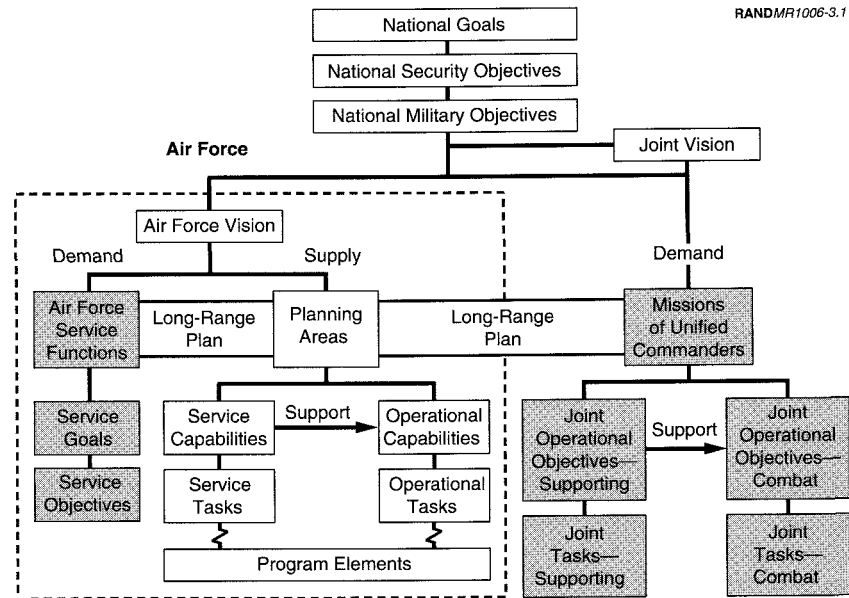 RANDMR1006-3.1
National Goals
National Security Objectives
National Military Objectives
Air Force
Joint Vision
Air Force Vision
Demand
Supply
Demand
Air Force
Service
Functions
Long-Range
Plan
Planning
Areas
Long-Range
Plan
Missions
of Unified
Commanders
Service
Goals
Service
Capabilities
Support
Operational
Capabilities
Joint
Operational
Objectives—
Supporting
Support
Joint
Operational
Objectives—
Combat
Service
Objectives
Service
Tasks
Operational
Tasks
Program Elements
Joint
Tasks—
Supporting
Joint
Tasks—
Combat